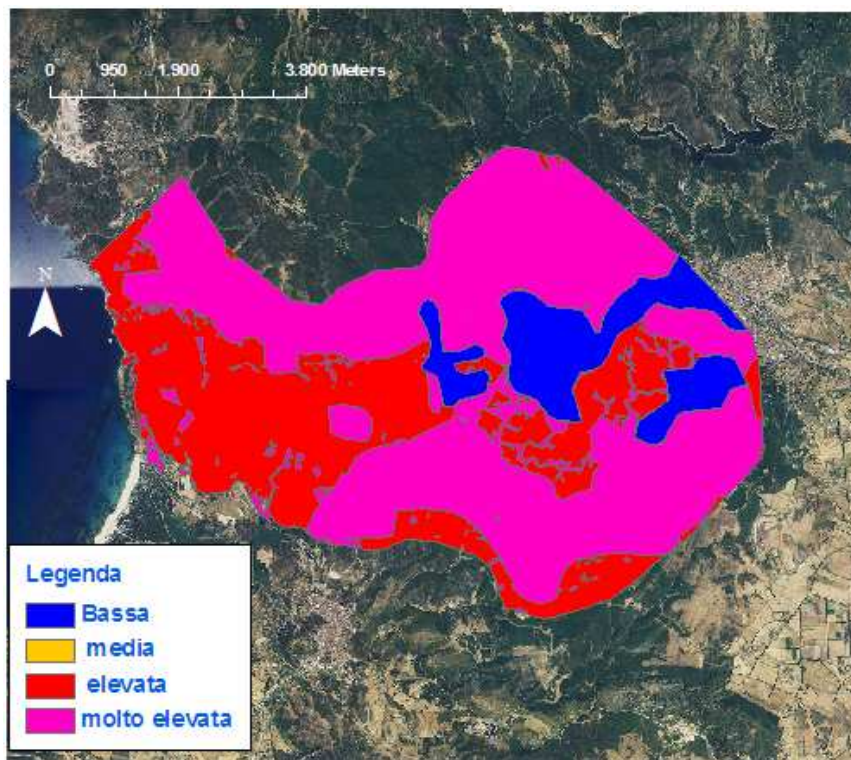 0 950 1.900 3.800 Meters
N
Legenda
Bassa
media
elevata
molto elevata